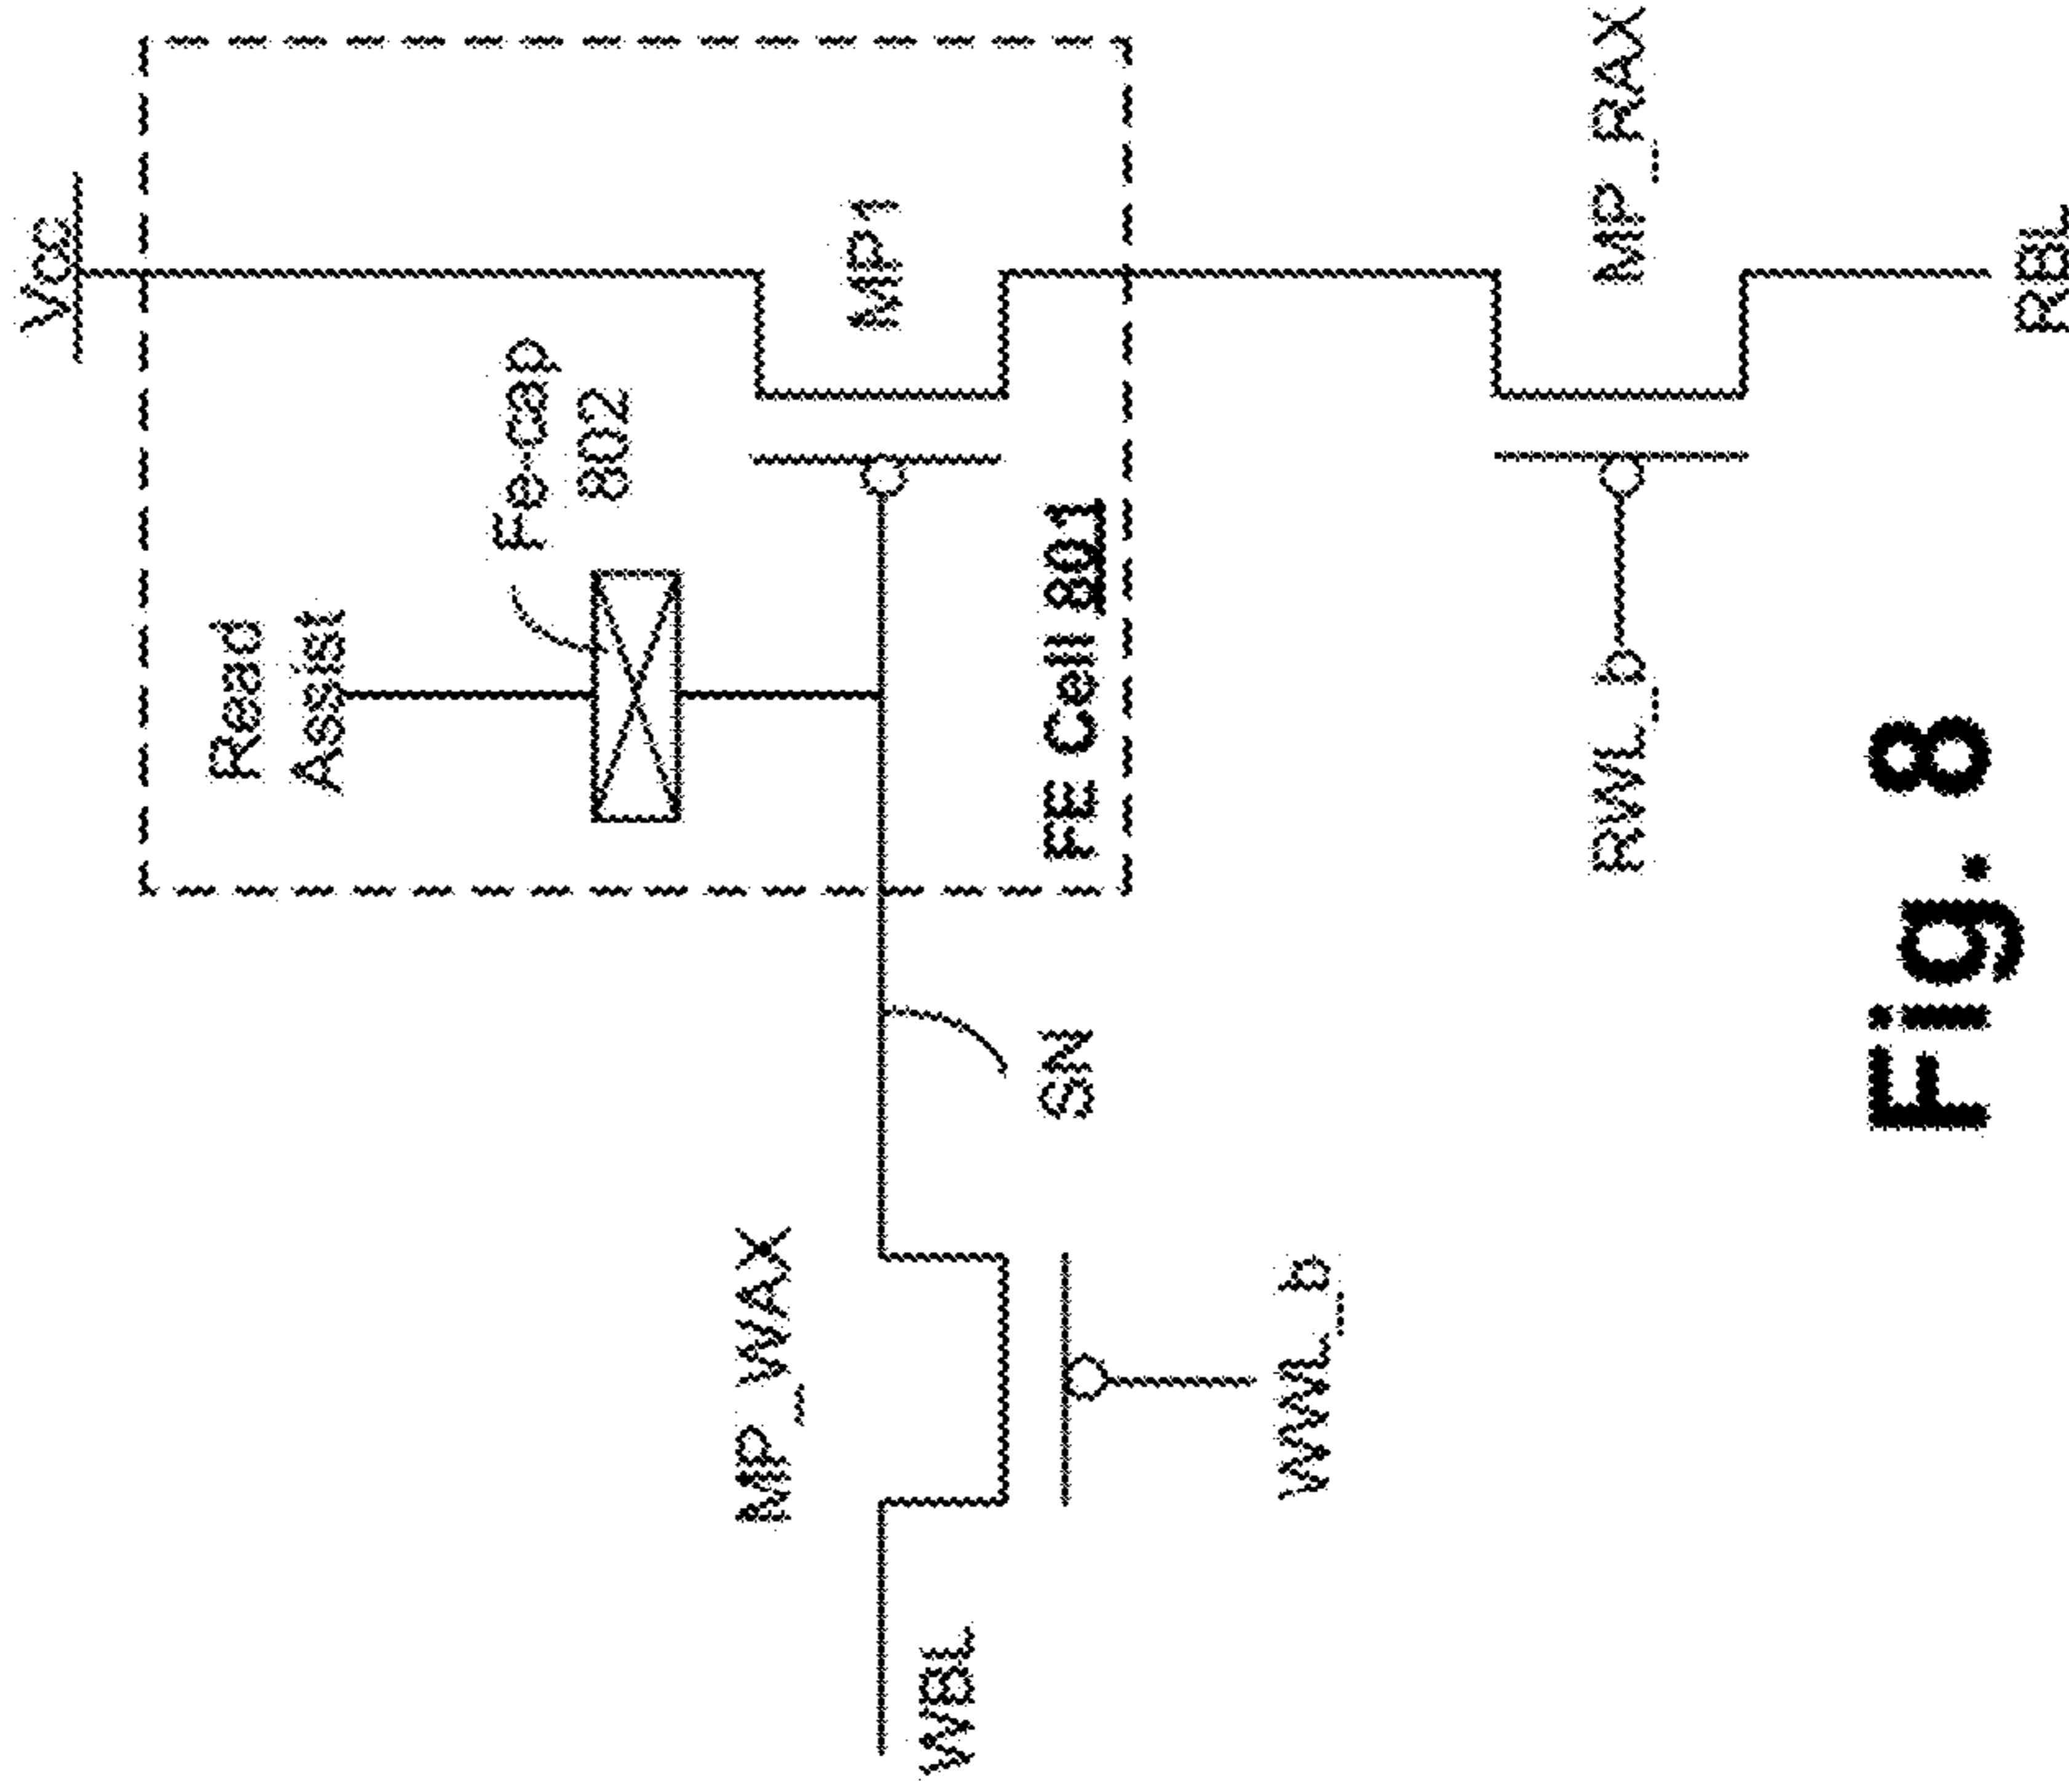 Vcc
Read
Assist
Fe-cap
802
MP_WAX
MP1
WBL
SN
FE Cell 801
WWL_b
RWL_b
MP_RAX
RBL
Fig. 8